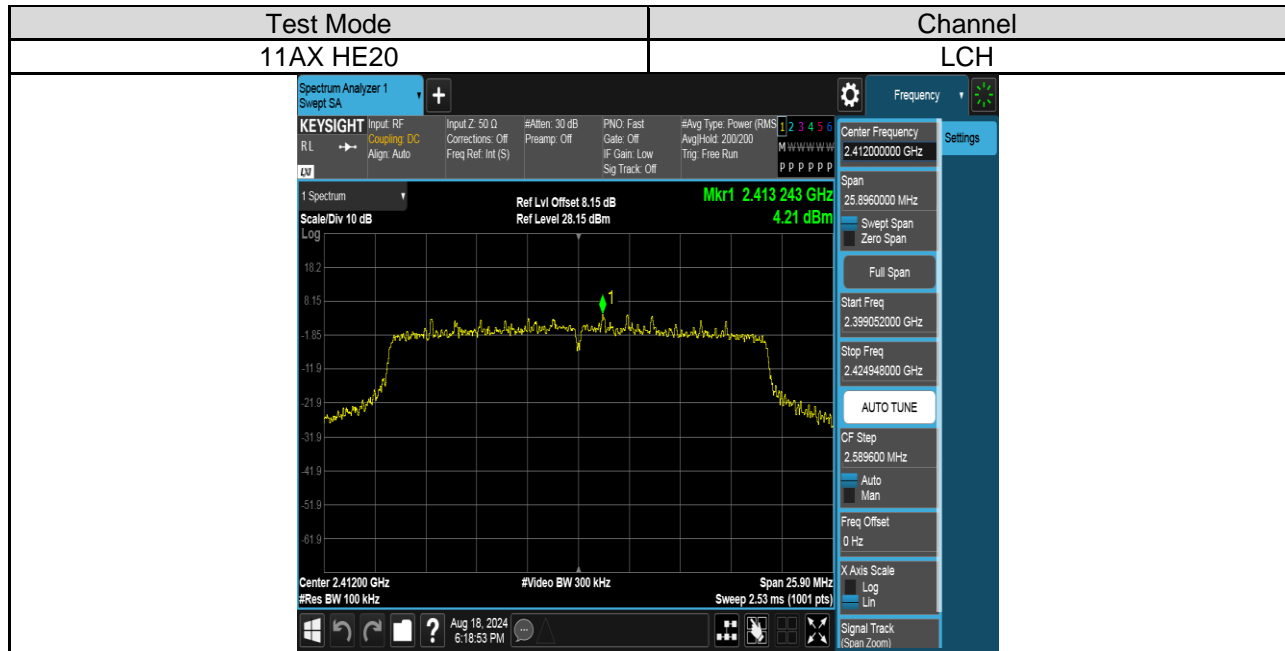 Test Mode Channel
11AX HE20 LCH
Spectrum Analyzer 1
Swept SA
+
Frequency
KEYSIGHT
RL
LXI
Input: RF
Coupling: DC
Align: Auto
Input Z: 50 Ω
Corrections: Off
Freq Ref: Int (S)
#Atten: 30 dB
Preamp: Off
PNO: Fast
Gate: Off
IF Gain: Low
Sig Track: Off
#Avg Type: Power (RMS
Avg|Hold: 200/200
Trig: Free Run
1 2 3 4 5 6
M W W W W W
P P P P P P
1 Spectrum
Scale/Div 10 dB
Log
Ref Lvl Offset 8.15 dB
Ref Level 28.15 dBm
Mkr1 2.413 243 GHz
4.21 dBm
18.2
8.15
-1.85
-11.9
-21.9
-31.9
-41.9
-51.9
-61.9
1
Center 2.41200 GHz
#Res BW 100 kHz
#Video BW 300 kHz
Span 25.90 MHz
Sweep 2.53 ms (1001 pts)
Center Frequency
2.412000000 GHz
Settings
Span
25.8960000 MHz
Swept Span
Zero Span
Full Span
Start Freq
2.399052000 GHz
Stop Freq
2.424948000 GHz
AUTO TUNE
CF Step
2.589600 MHz
Auto
Man
Freq Offset
0 Hz
X Axis Scale
Log
Lin
Signal Track
(Span Zoom)
?
Aug 18, 2024
6:18:53 PM